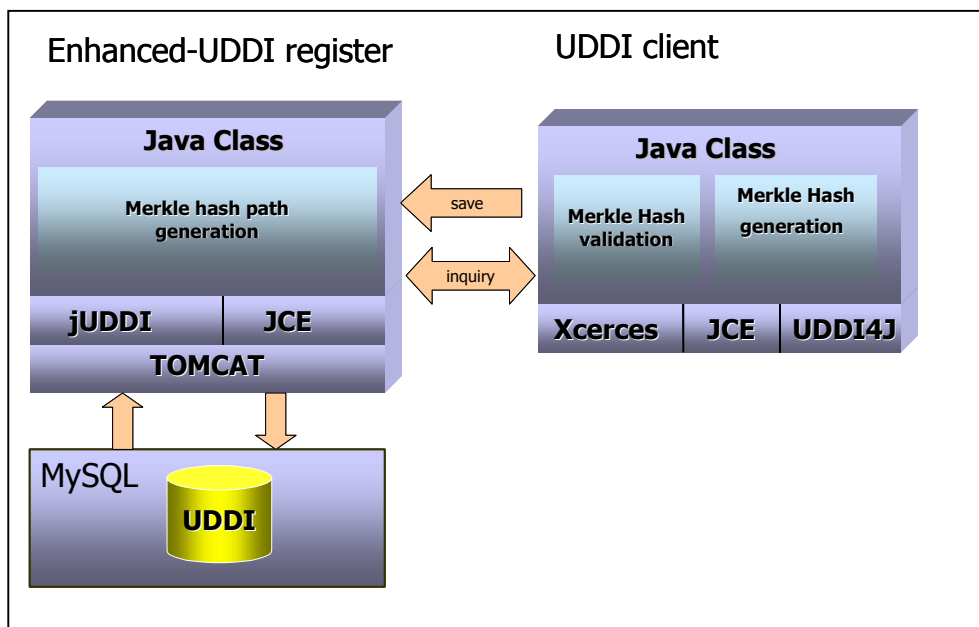 Enhanced-UDDI register
UDDI client
Java Class
Merkle hash path
generation
jUDDI
JCE
TOMCAT
save
inquiry
Java Class
Merkle Hash
validation
Merkle Hash
generation
Xcerces
JCE
UDDI4J
MySQL
UDDI